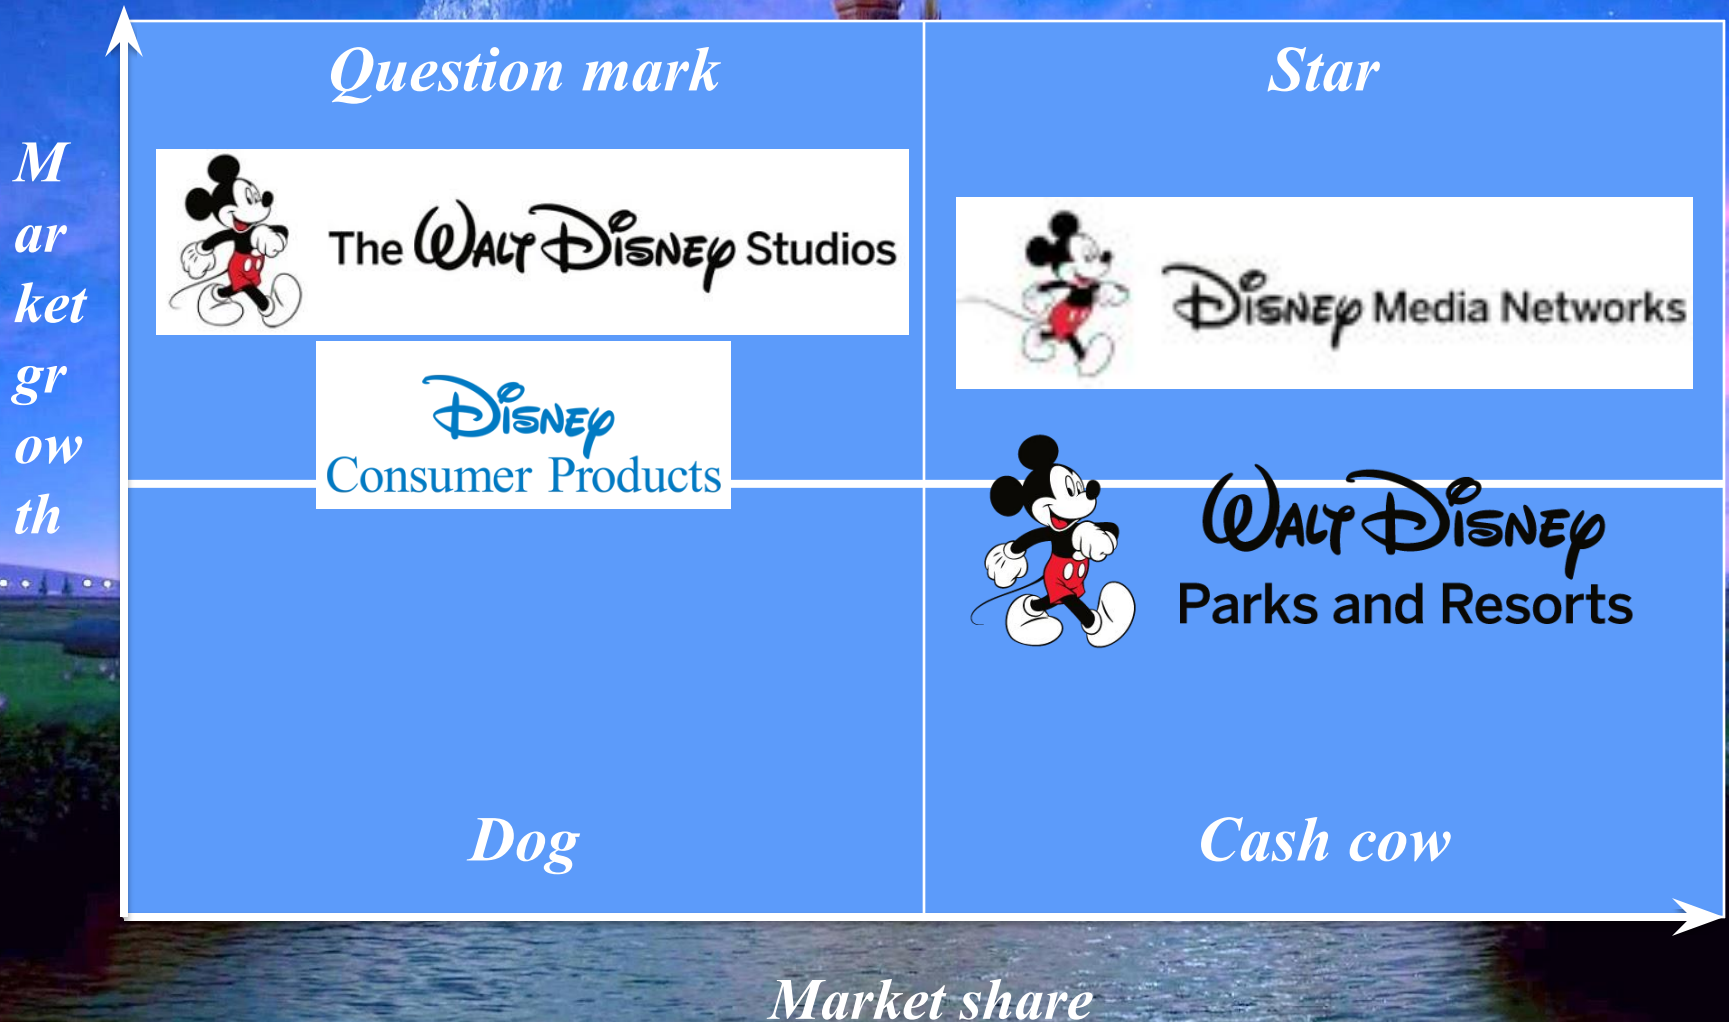 Question mark
Star
M
ar
ket
gr
ow
th
The WALT DISNEY Studios
DISNEY Media Networks
DISNEY
Consumer Products
WALT DISNEY
Parks and Resorts
Dog
Cash cow
Market share